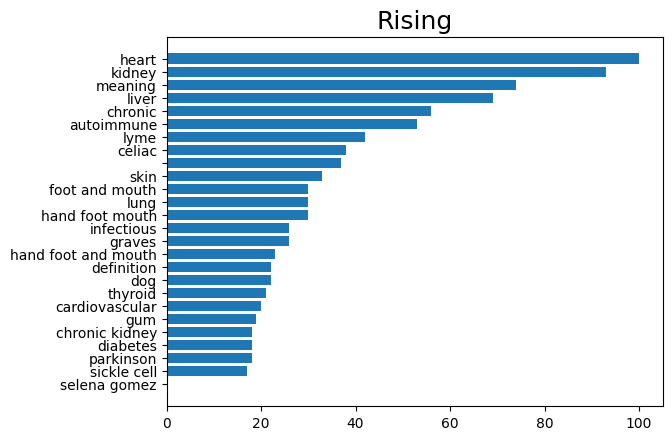 Rising
heart
kidney
meaning
liver
chronic
autoimmune
lyme
celiac
skin
foot and mouth
lung
hand foot mouth
infectious
graves
hand foot and mouth
definition
dog
thyroid
cardiovascular
gum
chronic kidney
diabetes
parkinson
sickle cell
selena gomez
0 20 40 60 80 100